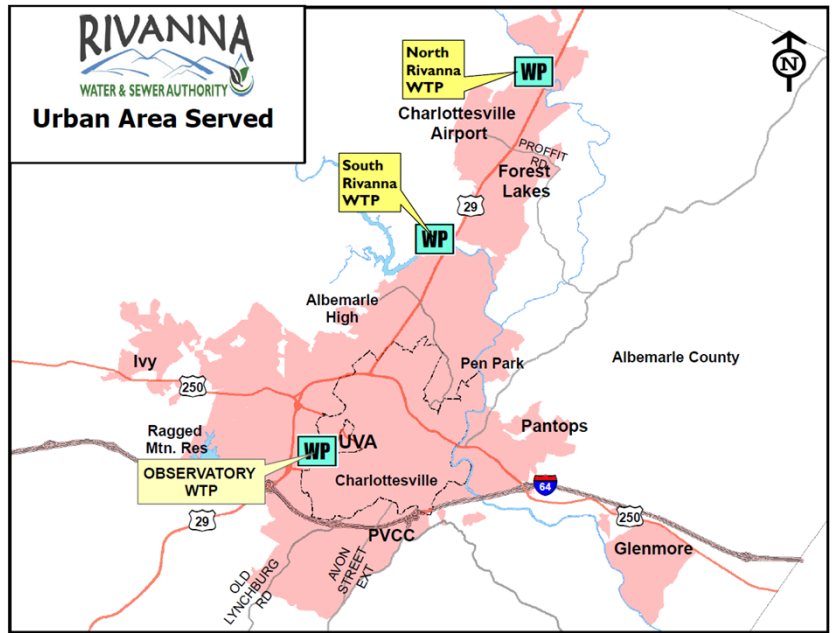 RIVANNA
WATER & SEWER AUTHORITY
Urban Area Served
North
Rivanna
WTP
WP
N
Charlottesville
Airport
PROFFIT
RD
Forest
Lakes
South
Rivanna
WTP
29
WP
Albemarle
High
Ivy
Pen Park
Albemarle County
250
Ragged
Mtn. Res
Pantops
WP
UVA
OBSERVATORY
WTP
Charlottesville
64
29
250
PVCC
Glenmore
OLD
LYNCHBURG
RD
AVON
STREET
EXT